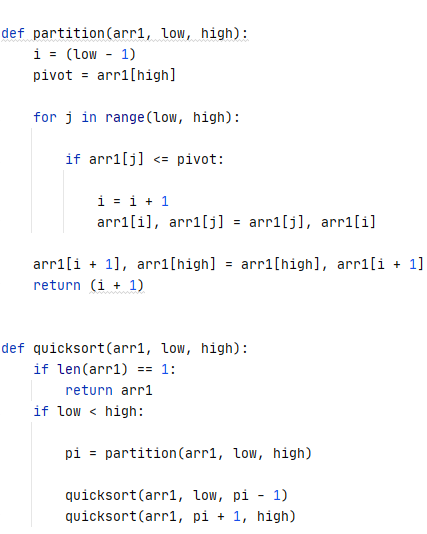 def partition(arr1, low, high):
    i = (low - 1)
    pivot = arr1[high]
    for j in range(low, high):
        if arr1[j] <= pivot:
            i = i + 1
            arr1[i], arr1[j] = arr1[j], arr1[i]
    arr1[i + 1], arr1[high] = arr1[high], arr1[i + 1]
    return (i + 1)
def quicksort(arr1, low, high):
    if len(arr1) == 1:
        return arr1
    if low < high:
        pi = partition(arr1, low, high)
        quicksort(arr1, low, pi - 1)
        quicksort(arr1, pi + 1, high)